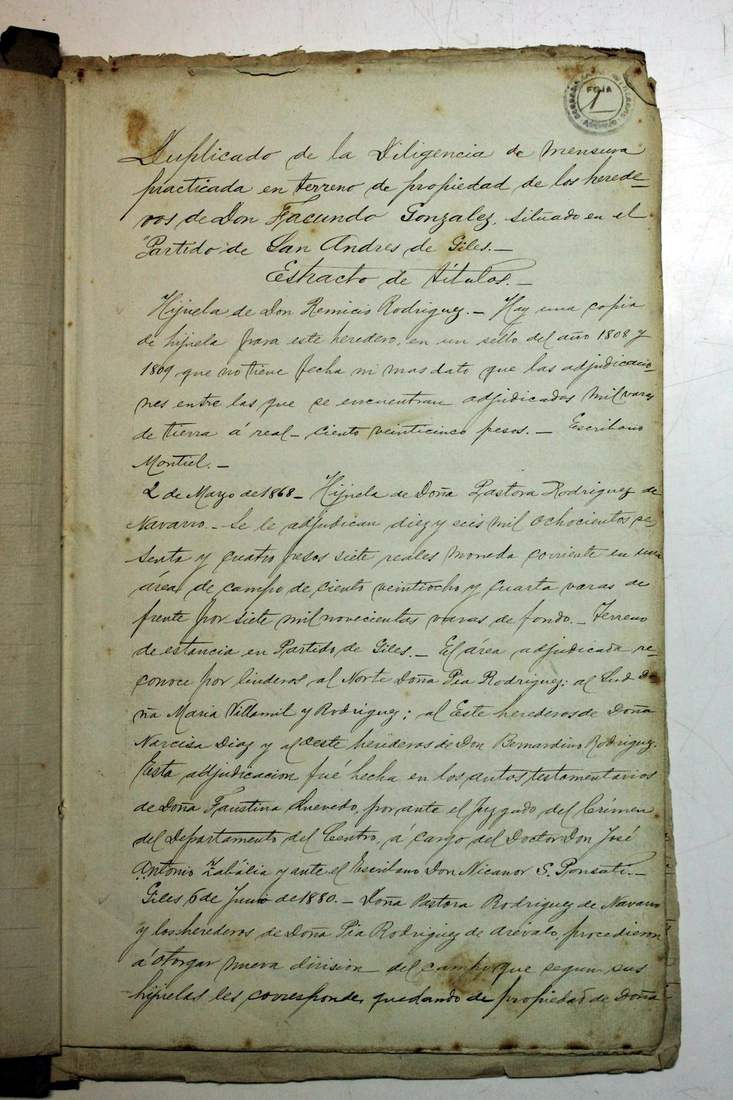 FOJA
1
ARCHIVO
Duplicado de la Diligencia de mensura
practicada en terreno de propiedad de los herede-
ros de Don Facundo Gonzalez, situado en el
"Partido" de San Andres de Giles.—
Estracto de títulos.—
Hijuela de Don Remicio Rodriguez.— Hay una copia
de hijuela para este heredero, en un sello del año 1808 y
1809 que no tiene fecha ni mas dato que las adjudicacio-
nes entre las que se encuentran adjudicados mil varas
de tierra á real— ciento veinticinco pesos.— Escribano
Montiel.—
2 de Marzo de 1868— Hijuela de Doña Pastora Rodriguez de
Navarro.— Se le adjudican diez y seis mil ochocientos se-
senta y cuatro pesos siete reales moneda corriente en una
área de campo de ciento veintiocho y cuarta varas de
frente por siete mil novecientas varas de fondo.— Terreno
de estancia en Partido de Giles.— El área adjudicada re-
conoce por linderos al Norte Doña Pia Rodriguez; al Sud Do-
ña Maria Villamil y Rodriguez; al Este herederos de Doña
Narcisa Diaz y al Oeste herederos de Don Bernardino Rodriguez.
Esta adjudicacion fué hecha en los autos testamentarios
de Doña Faustina Quevedo, por ante el Juzgado del Crímen
del Departamento del Centro, á cargo del Doctor Don José
Antonio Zabália y ante el Escribano Don Nicanor S. Ponsati.—
Giles 6 de Junio de 1880.— Doña Pastora Rodriguez de Navarro
y los herederos de Doña Pia Rodriguez de Arévalo, procedieron
á otorgar nueva division del campo que segun sus
hijuelas les corresponde, quedando de propiedad de Doña